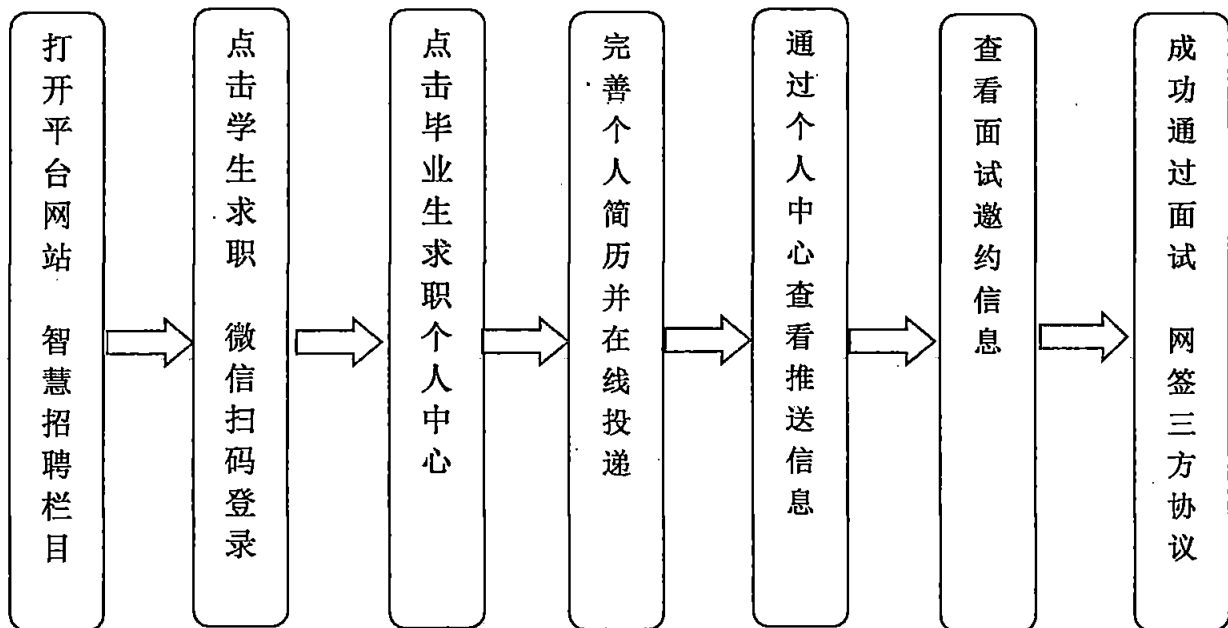 打开平台网站 智慧招聘栏目
点击学生求职 微信扫码登录
点击毕业生求职个人中心
完善个人简历并在线投递
通过个人中心查看推送信息
查看面试邀约信息
成功通过面试 网签三方协议